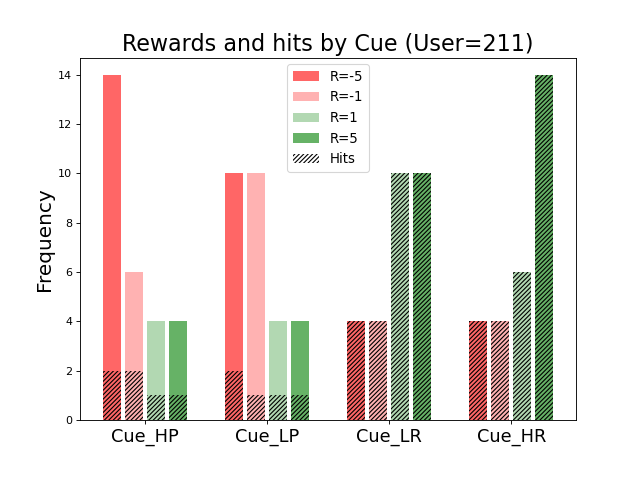 Rewards and hits by Cue (User=211)
R=-5
R=-1
R=1
R=5
Hits
Frequency
14
12
10
8
6
4
2
0
Cue_HP
Cue_LP
Cue_LR
Cue_HR